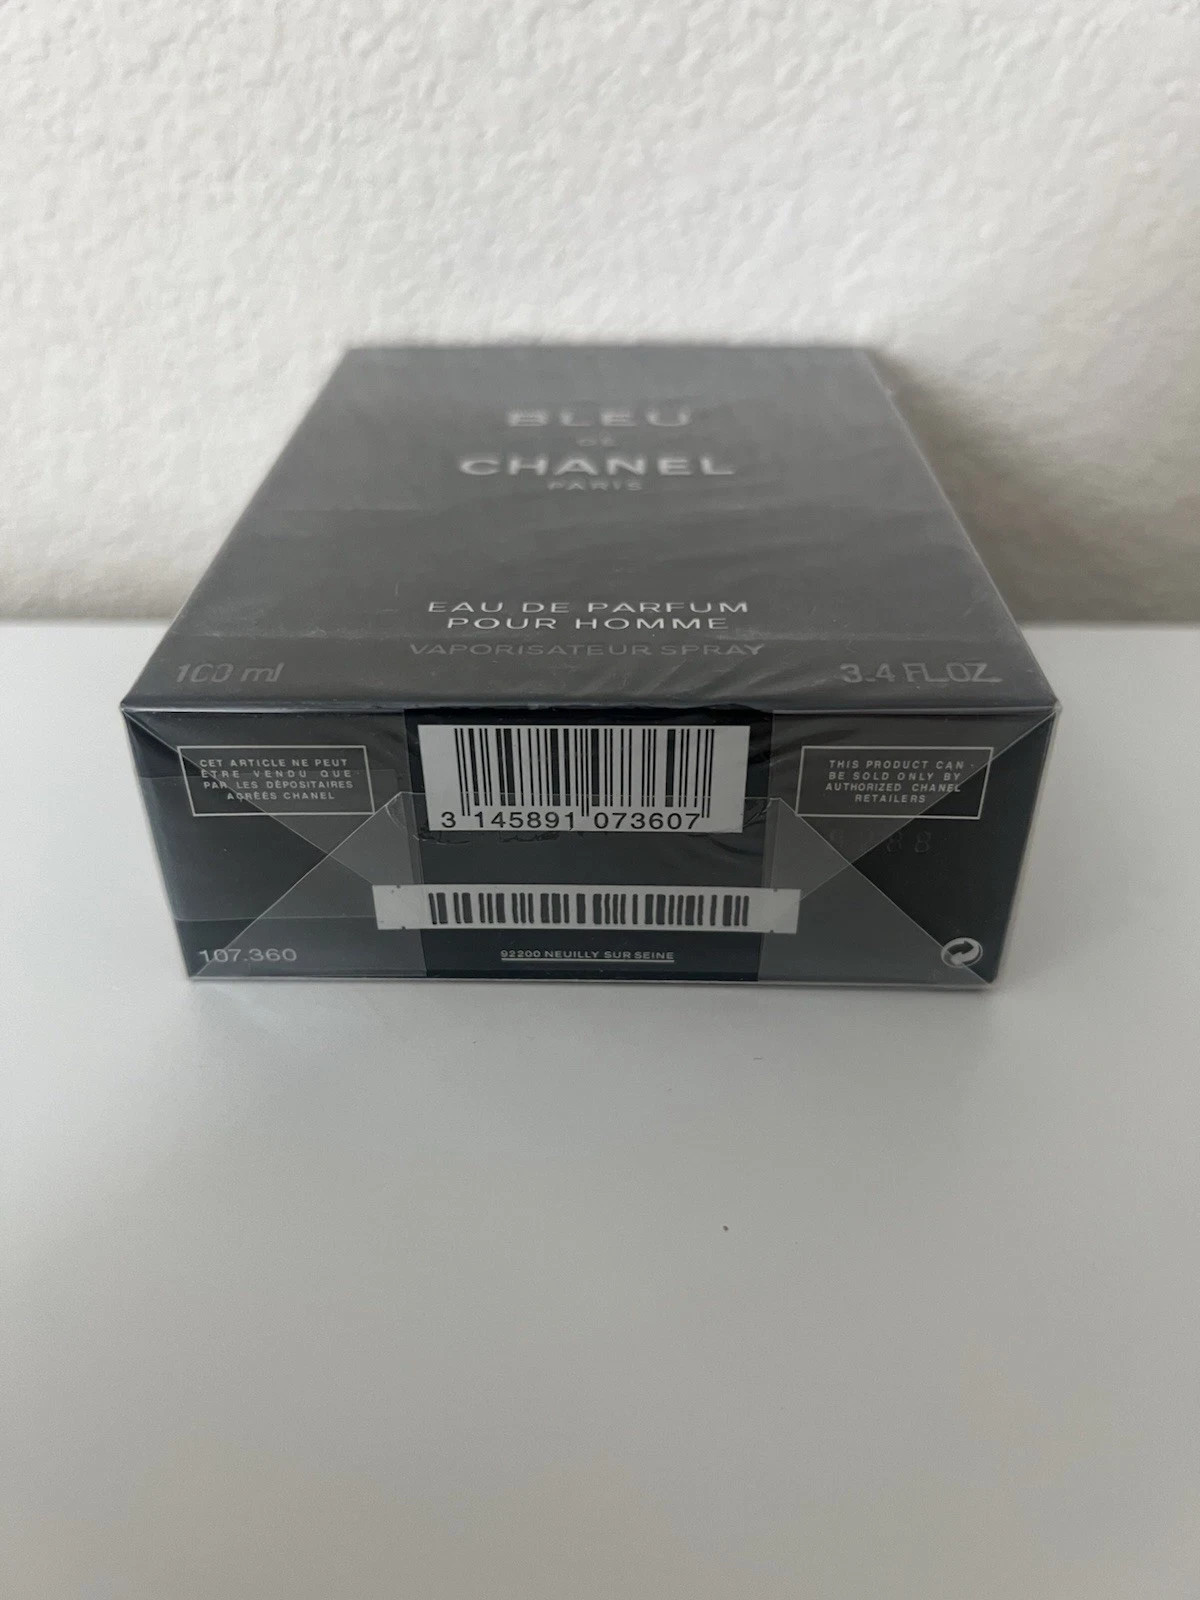 BLEU
DE
CHANEL
PARIS
EAU DE PARFUM
POUR HOMME
VAPORISATEUR SPRAY
100 ml
3.4 FL.OZ.
CET ARTICLE NE PEUT
ÊTRE VENDU QUE
PAR LES DÉPOSITAIRES
AGRÉÉS CHANEL
3 145891 073607
THIS PRODUCT CAN
BE SOLD ONLY BY
AUTHORIZED CHANEL
RETAILERS
107.360
92200 NEUILLY SUR SEINE